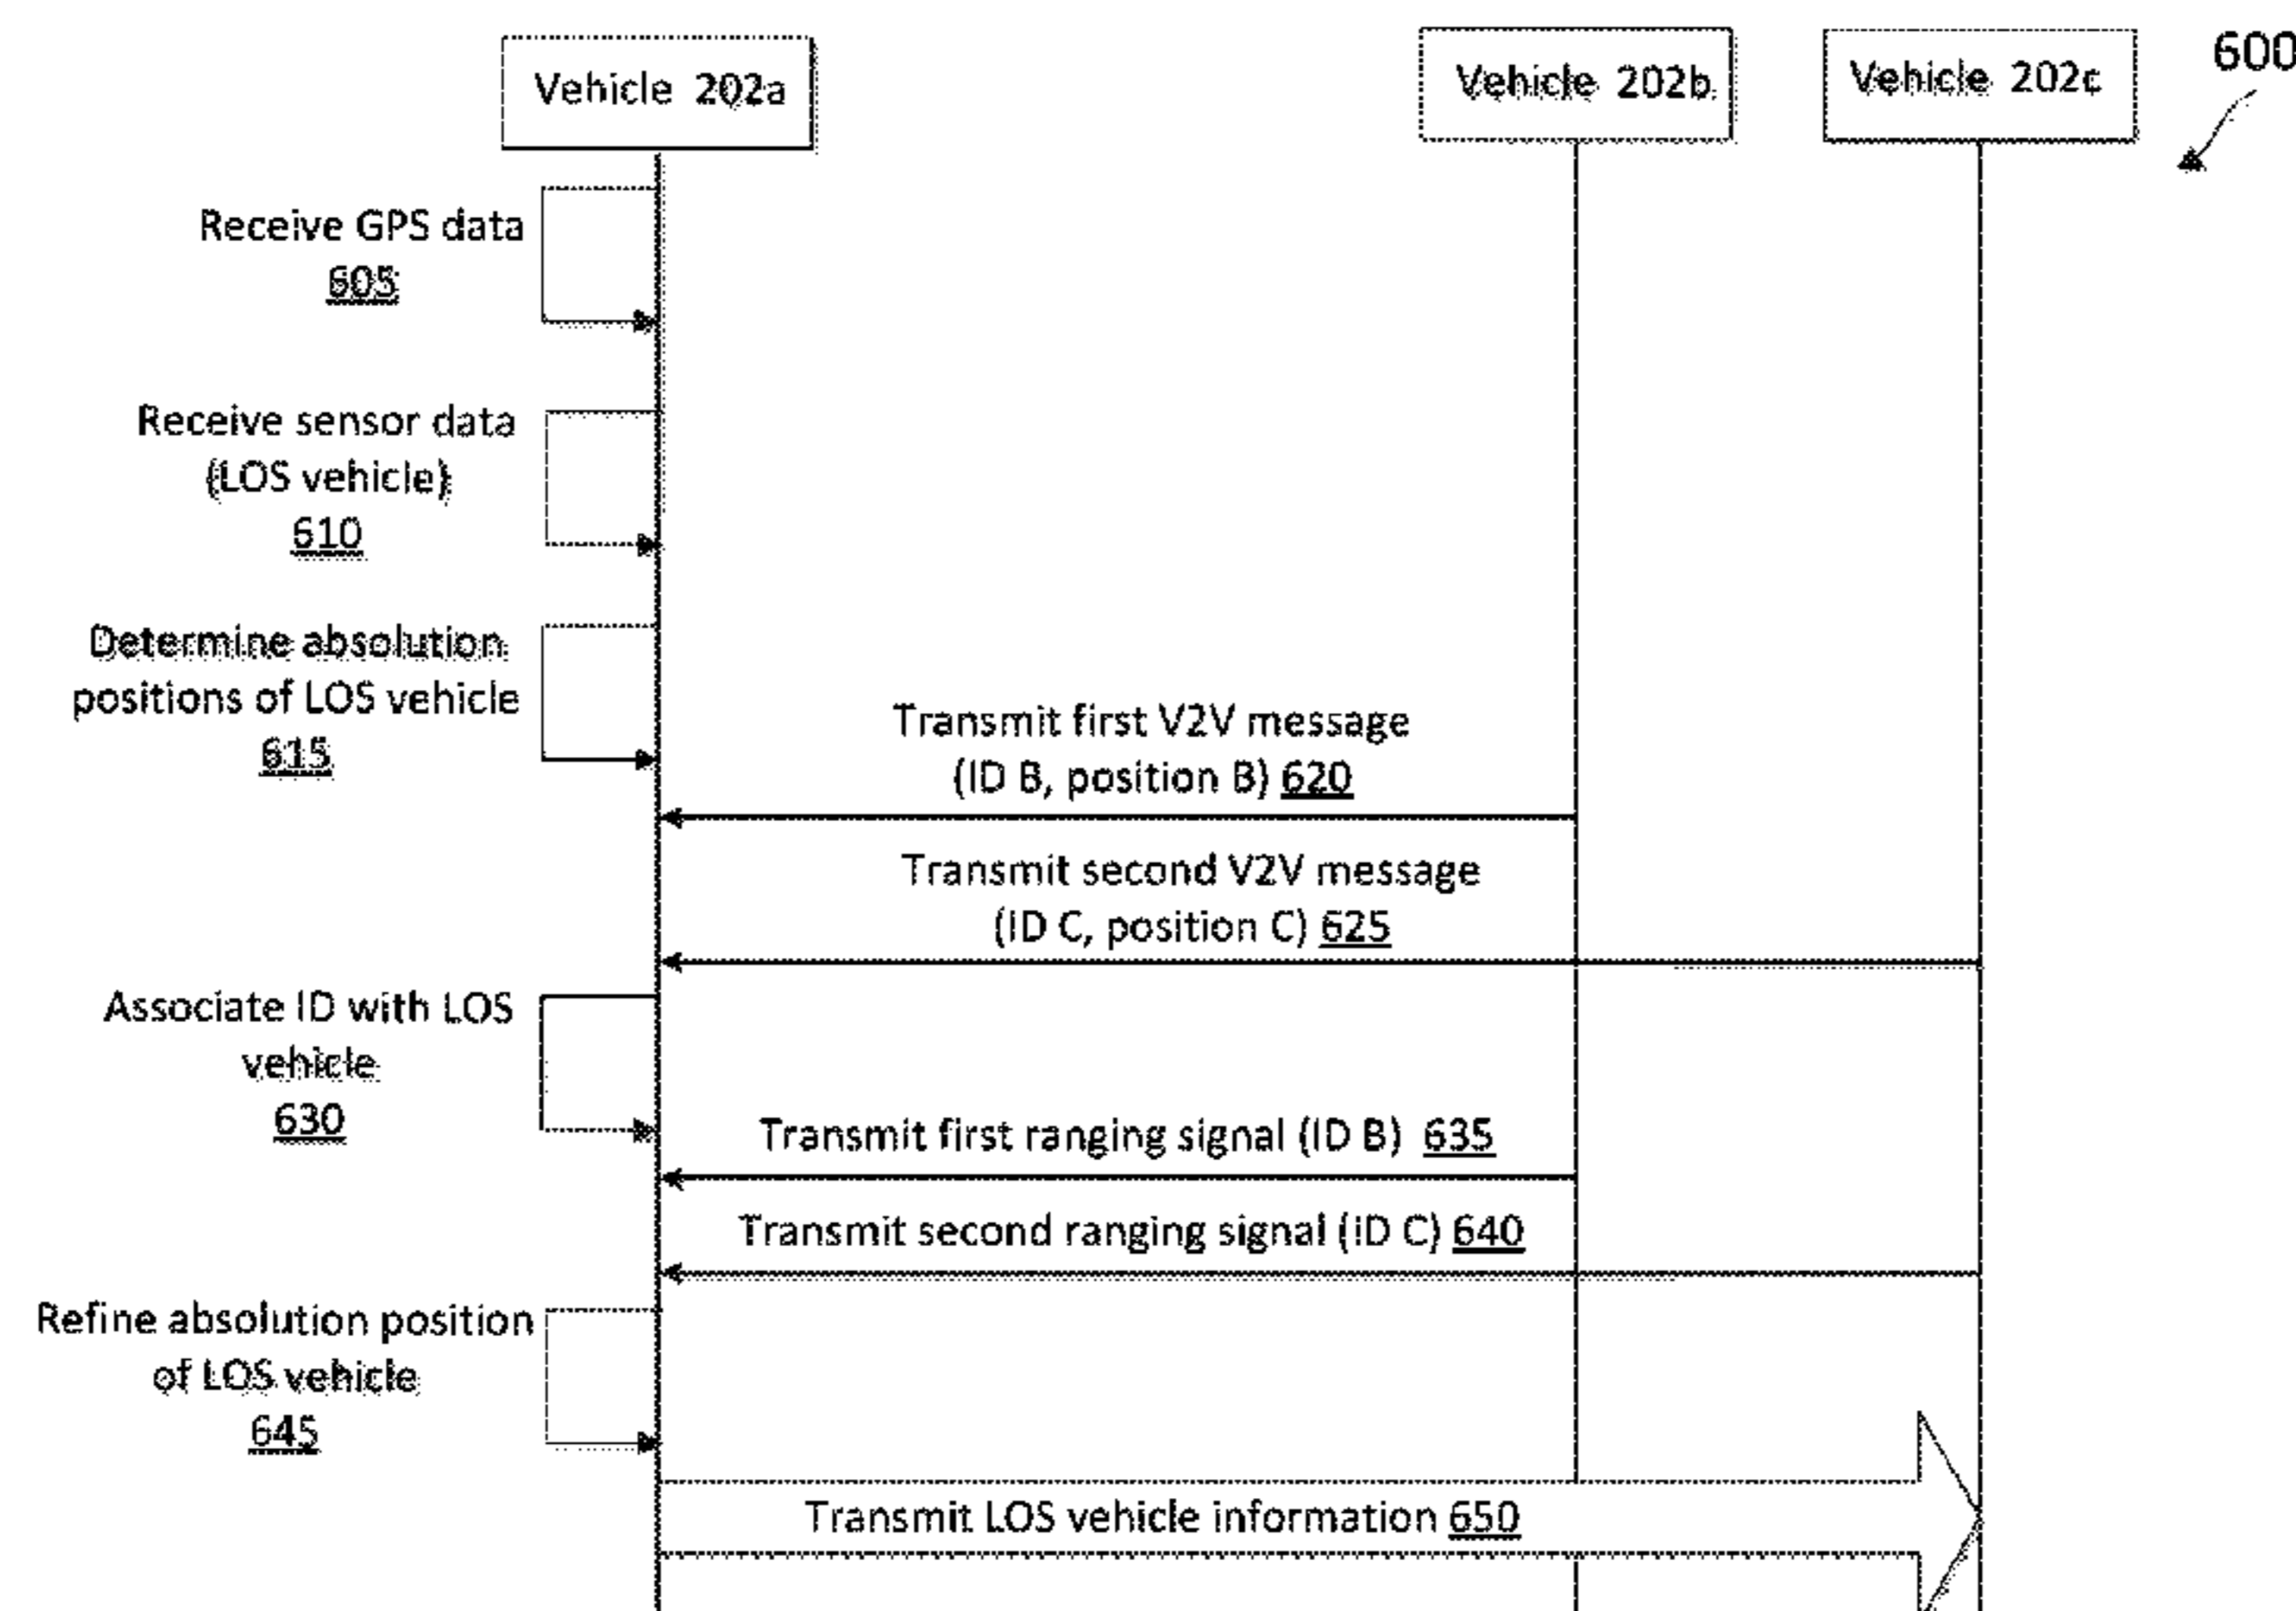 Vehicle 202a
Vehicle 202b
Vehicle 202c
600
Receive GPS data
605
Receive sensor data
(LOS vehicle)
610
Determine absolution
positions of LOS vehicle
615
Transmit first V2V message
(ID B, position B) 620
Transmit second V2V message
(ID C, position C) 625
Associate ID with LOS
vehicle
630
Transmit first ranging signal (ID B) 635
Transmit second ranging signal (ID C) 640
Refine absolution position
of LOS vehicle
645
Transmit LOS vehicle information 650